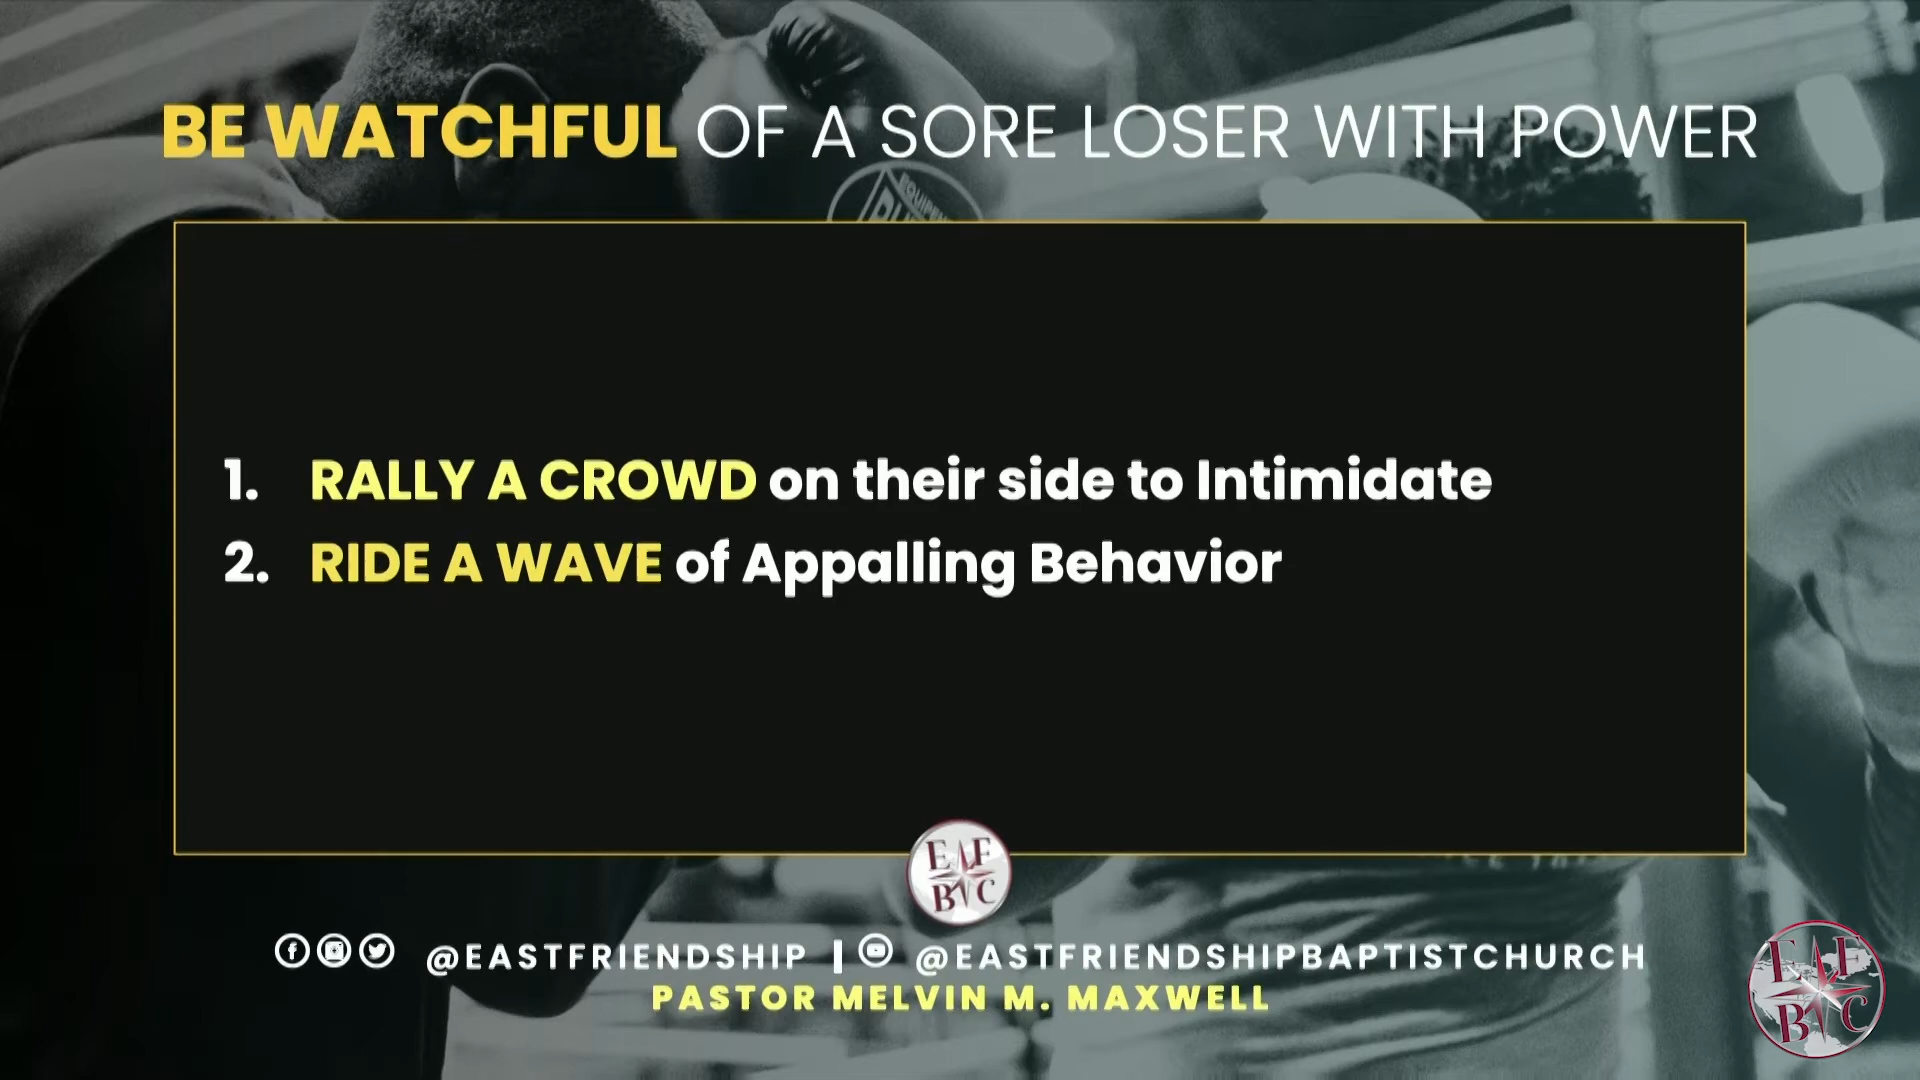 BE WATCHFUL OF A SORE LOSER WITH POWER
1. RALLY A CROWD on their side to Intimidate
2. RIDE A WAVE of Appalling Behavior
E F
B C
@EASTFRIENDSHIP | @EASTFRIENDSHIPBAPTISTCHURCH
PASTOR MELVIN M. MAXWELL
E F
B C